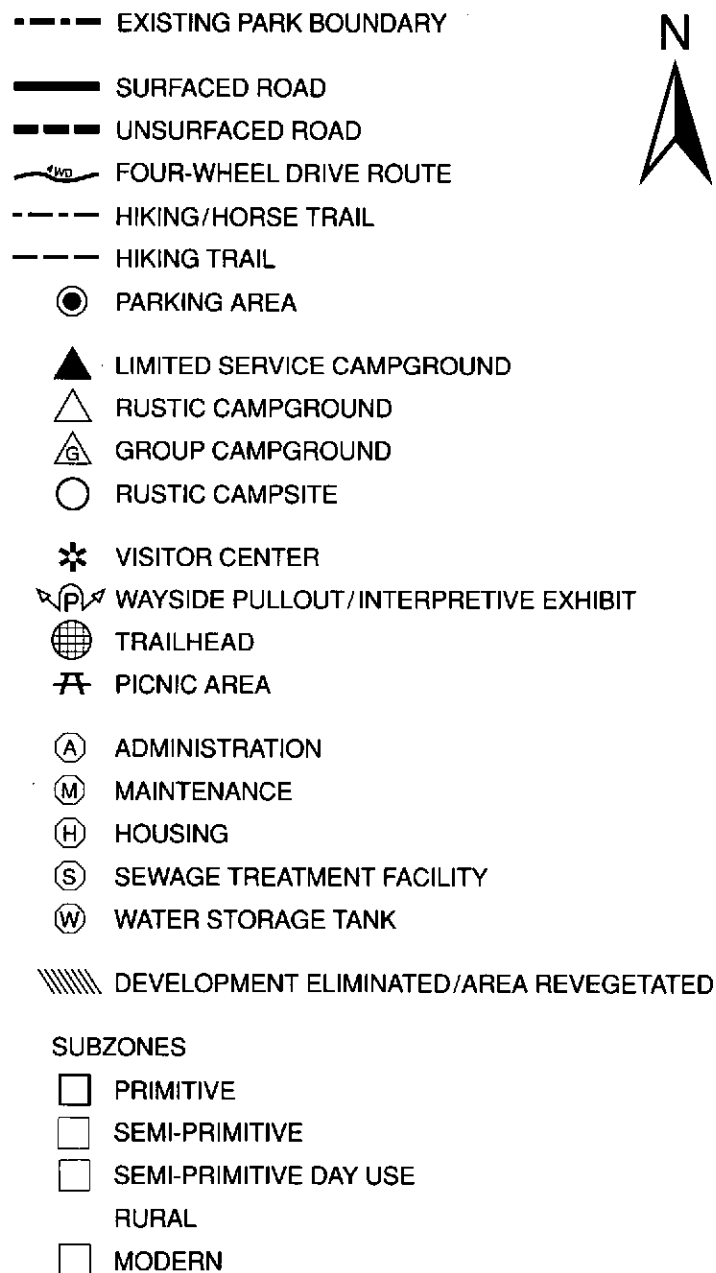 EXISTING PARK BOUNDARY
N
SURFACED ROAD
UNSURFACED ROAD
4WD FOUR-WHEEL DRIVE ROUTE
HIKING/HORSE TRAIL
HIKING TRAIL
PARKING AREA
LIMITED SERVICE CAMPGROUND
RUSTIC CAMPGROUND
G GROUP CAMPGROUND
RUSTIC CAMPSITE
VISITOR CENTER
P WAYSIDE PULLOUT/INTERPRETIVE EXHIBIT
TRAILHEAD
PICNIC AREA
A ADMINISTRATION
M MAINTENANCE
H HOUSING
S SEWAGE TREATMENT FACILITY
W WATER STORAGE TANK
DEVELOPMENT ELIMINATED/AREA REVEGETATED
SUBZONES
PRIMITIVE
SEMI-PRIMITIVE
SEMI-PRIMITIVE DAY USE
RURAL
MODERN